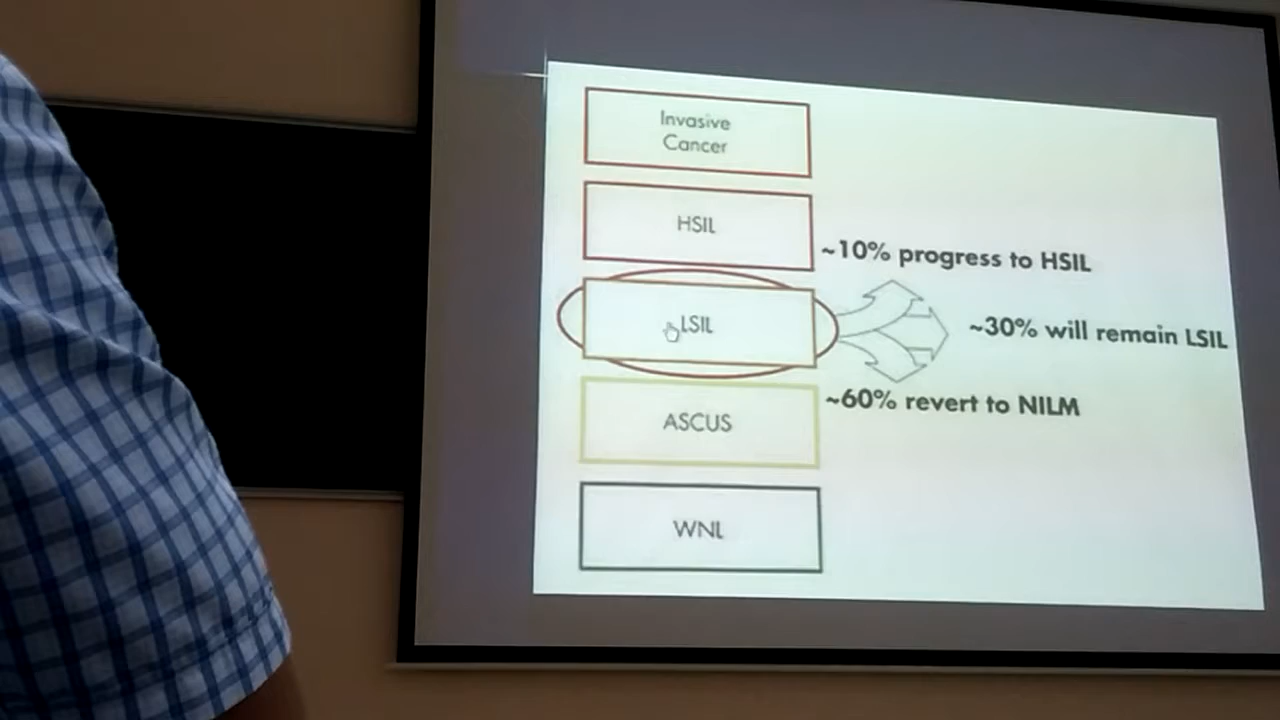 Invasive
Cancer
HSIL
~10% progress to HSIL
LSIL
~30% will remain LSIL
~60% revert to NILM
ASCUS
WNL